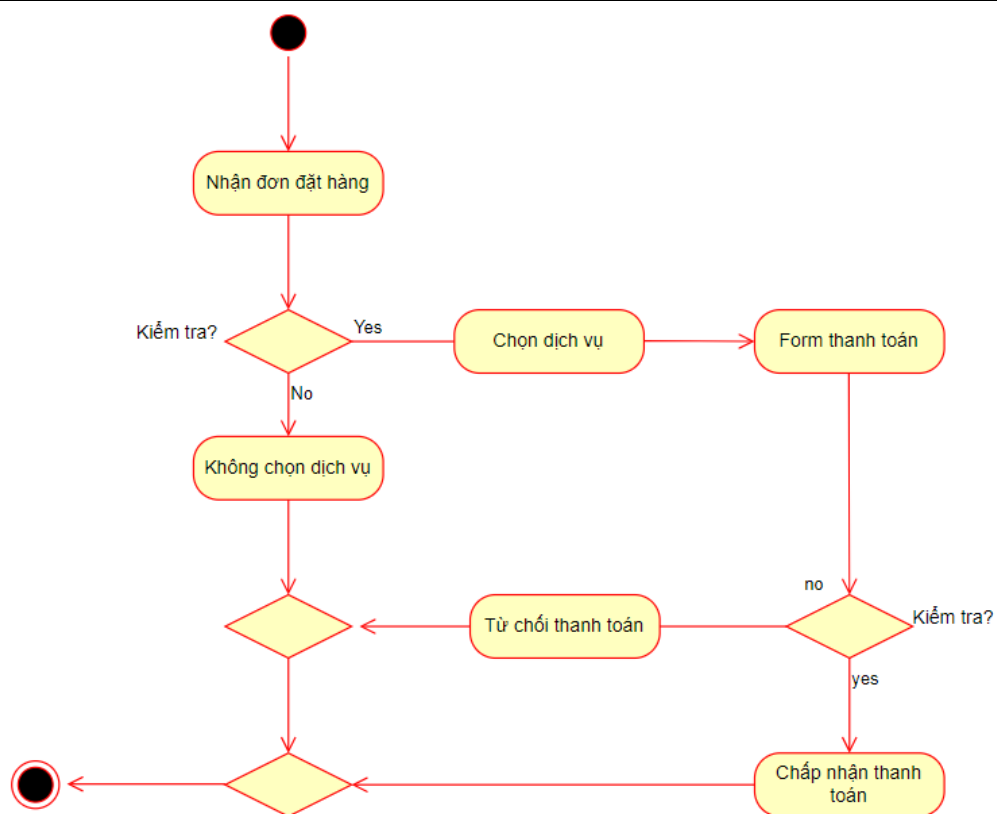 Nhận đơn đặt hàng
Kiểm tra?
Yes
Chọn dịch vụ
Form thanh toán
No
Không chọn dịch vụ
no
Từ chối thanh toán
Kiểm tra?
yes
Chấp nhận thanh
toán